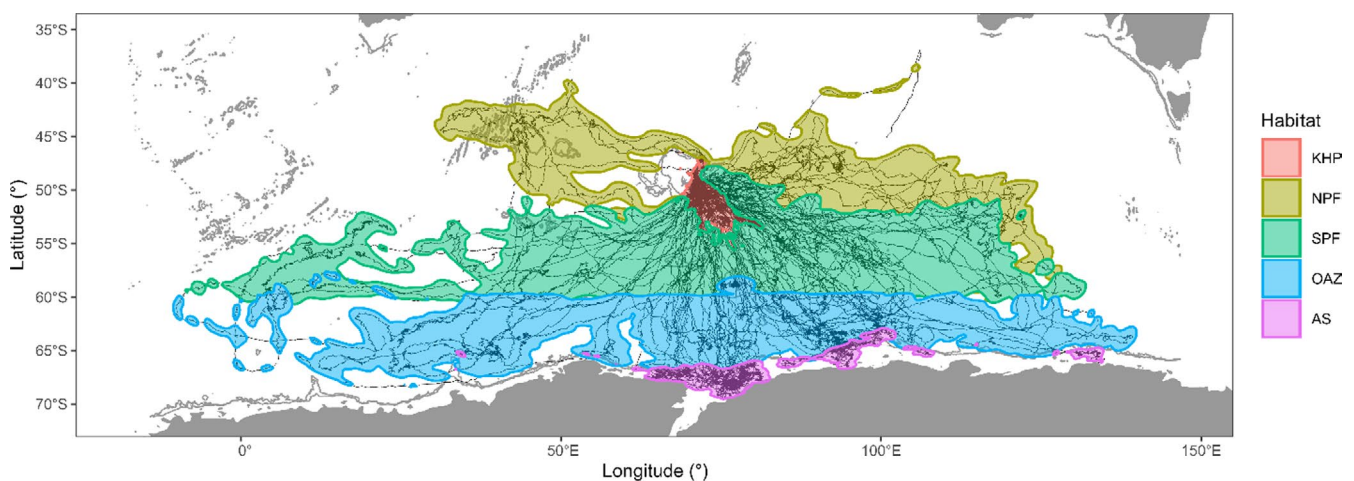 35°S
40°S
45°S
50°S
55°S
60°S
65°S
70°S
Latitude (°)
0°
50°E
100°E
150°E
Longitude (°)
Habitat
KHP
NPF
SPF
OAZ
AS